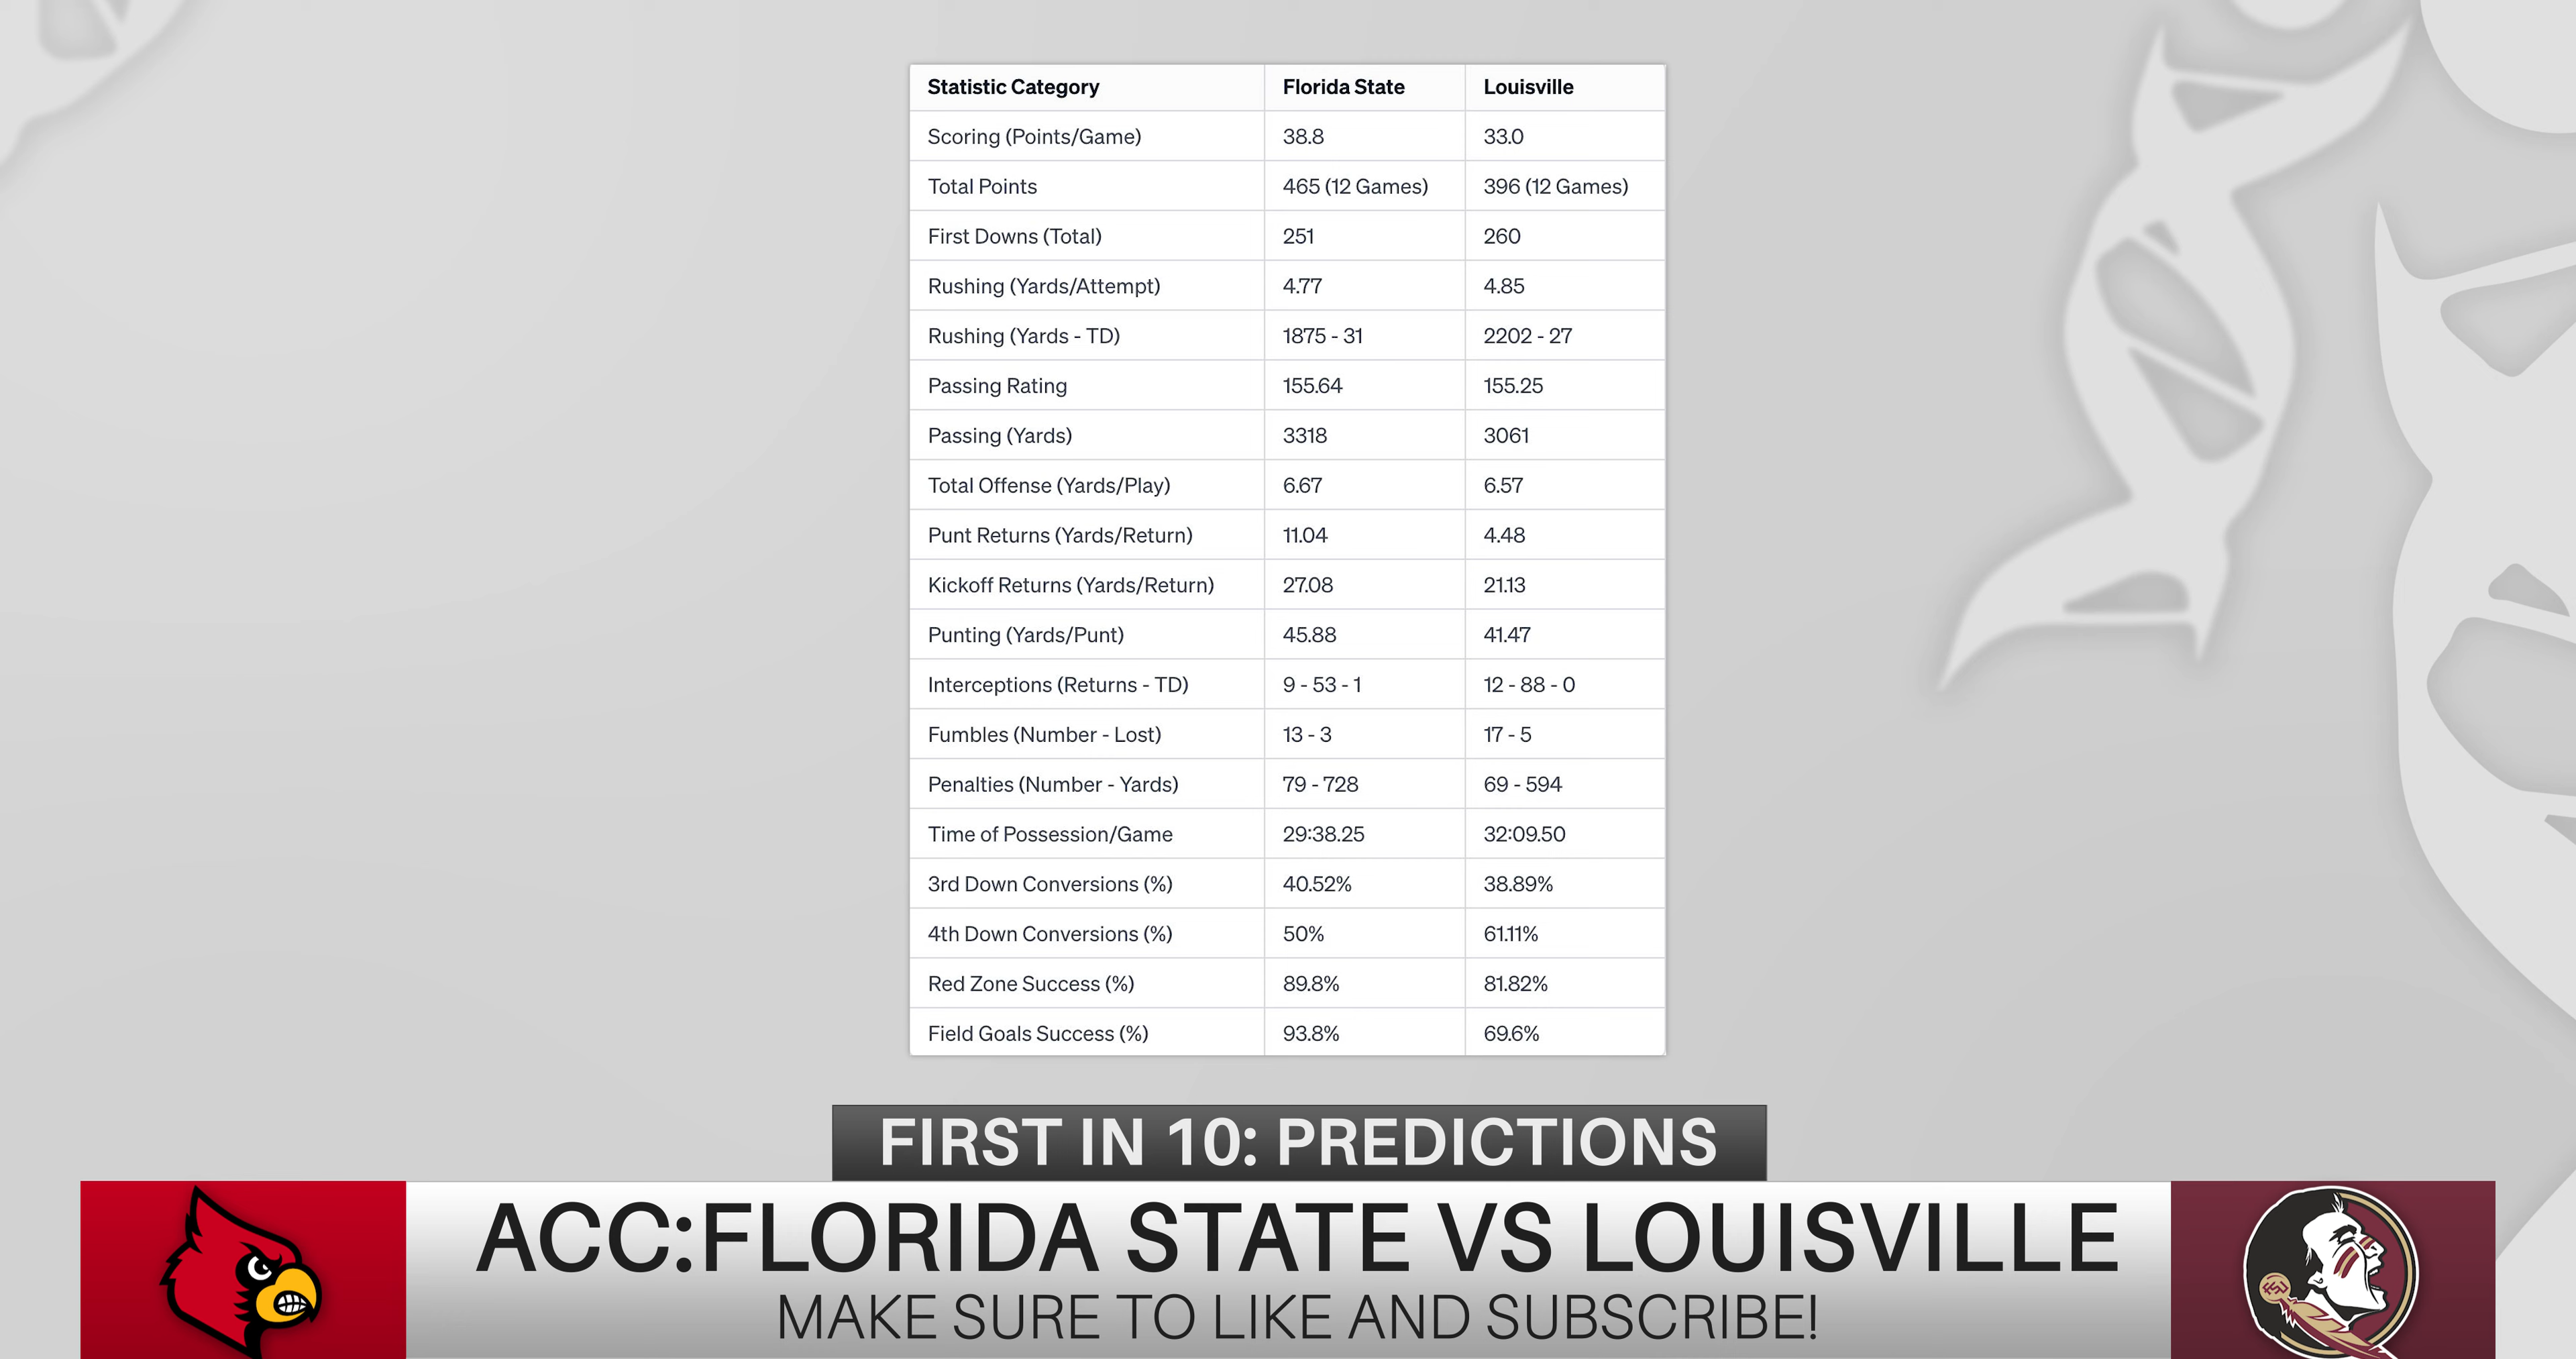 Statistic Category Florida State Louisville
Scoring (Points/Game) 38.8 33.0
Total Points 465 (12 Games) 396 (12 Games)
First Downs (Total) 251 260
Rushing (Yards/Attempt) 4.77 4.85
Rushing (Yards - TD) 1875 - 31 2202 - 27
Passing Rating 155.64 155.25
Passing (Yards) 3318 3061
Total Offense (Yards/Play) 6.67 6.57
Punt Returns (Yards/Return) 11.04 4.48
Kickoff Returns (Yards/Return) 27.08 21.13
Punting (Yards/Punt) 45.88 41.47
Interceptions (Returns - TD) 9 - 53 - 1 12 - 88 - 0
Fumbles (Number - Lost) 13 - 3 17 - 5
Penalties (Number - Yards) 79 - 728 69 - 594
Time of Possession/Game 29:38.25 32:09.50
3rd Down Conversions (%) 40.52% 38.89%
4th Down Conversions (%) 50% 61.11%
Red Zone Success (%) 89.8% 81.82%
Field Goals Success (%) 93.8% 69.6%
FIRST IN 10: PREDICTIONS
ACC:FLORIDA STATE VS LOUISVILLE
MAKE SURE TO LIKE AND SUBSCRIBE!
FSU